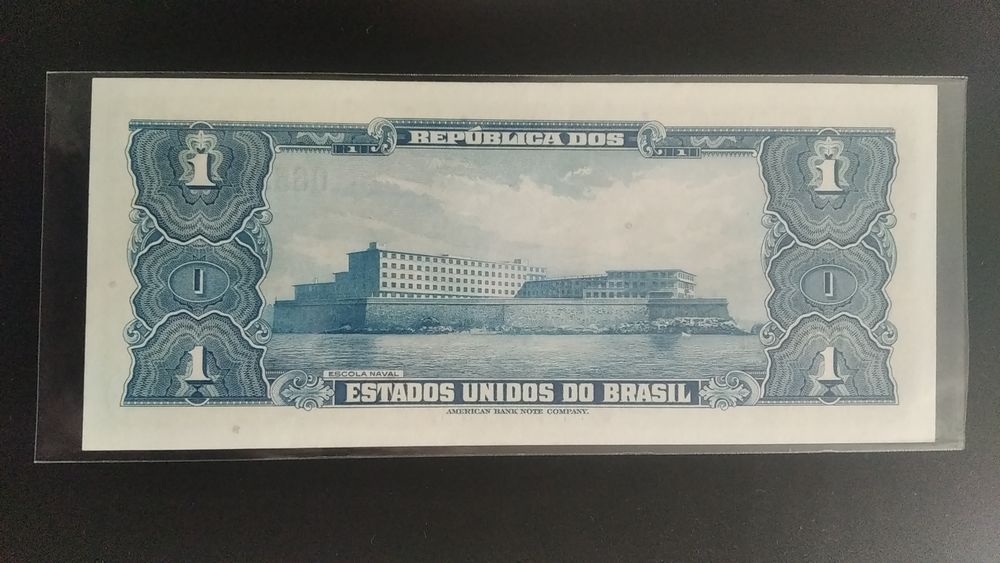 REPÚBLICA DOS
1
1
1
1
1
1
1
1
ESCOLA NAVAL
ESTADOS UNIDOS DO BRASIL
AMERICAN BANK NOTE COMPANY.